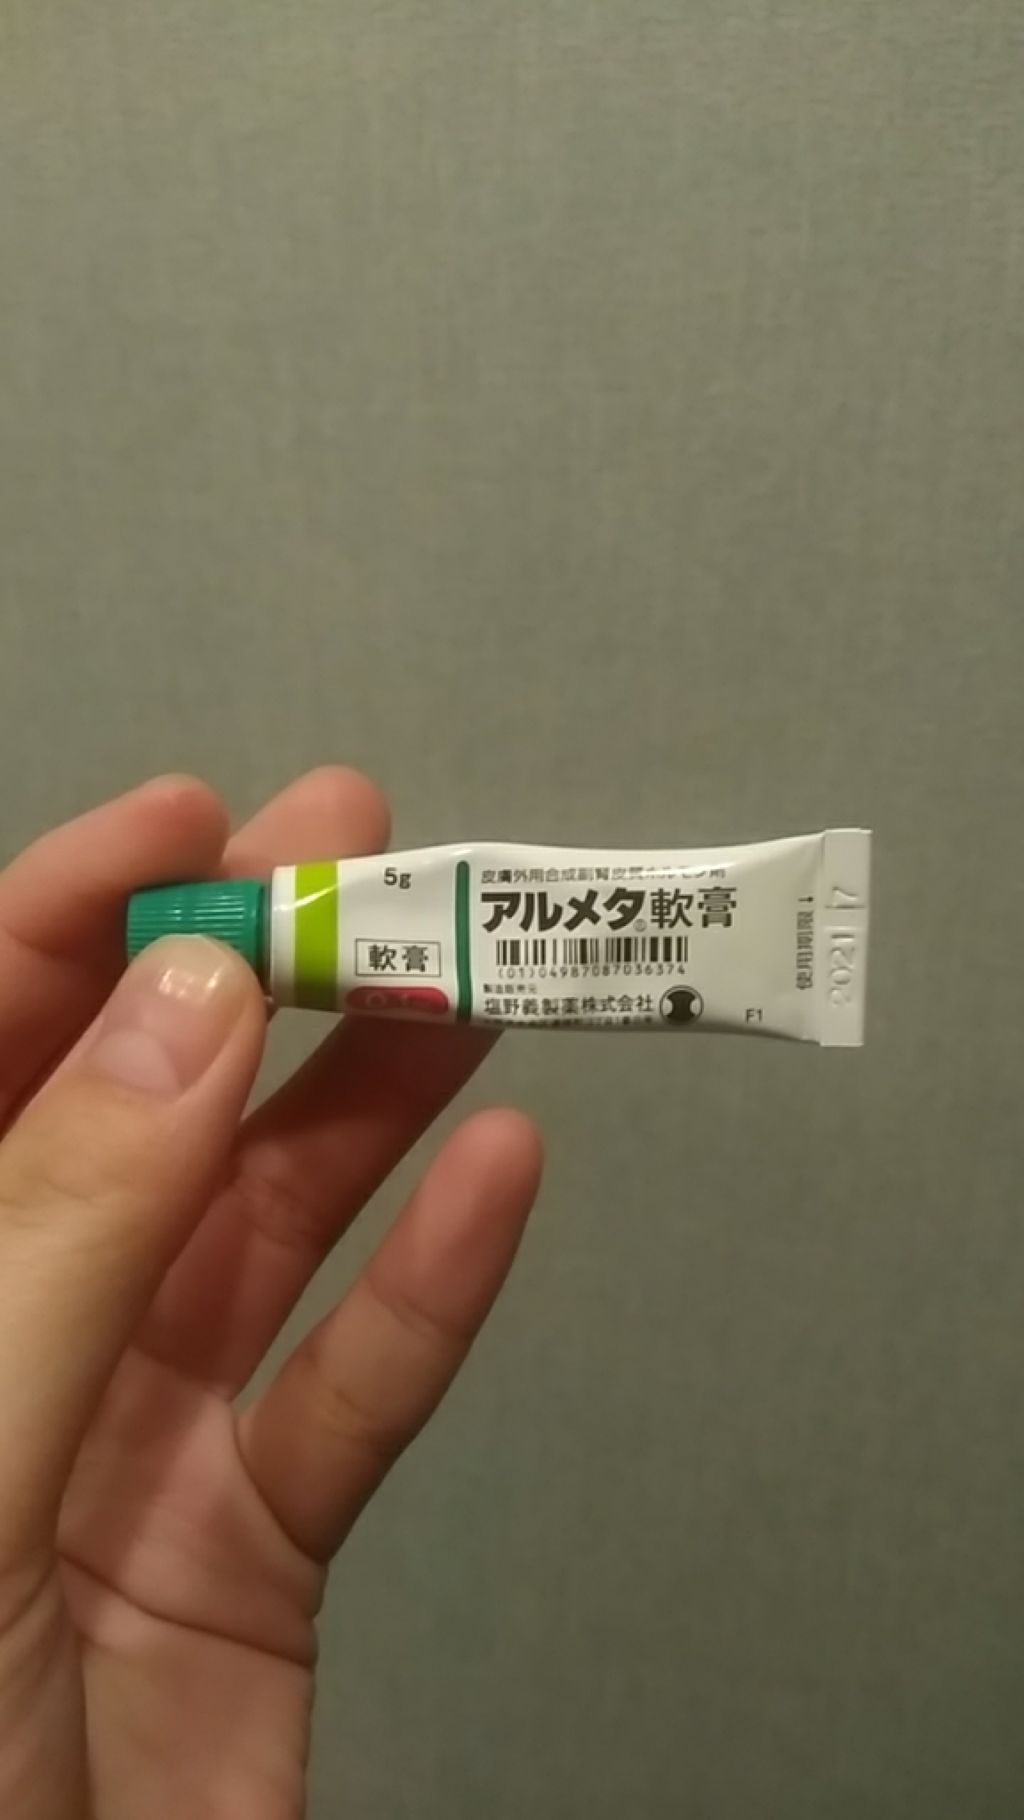 5g
軟膏
皮膚外用合成副腎皮質ホルモン剤
アルメタ®軟膏
(01)04987087036374
製造販売元
塩野義製薬株式会社
F1
使用期限
2021 7